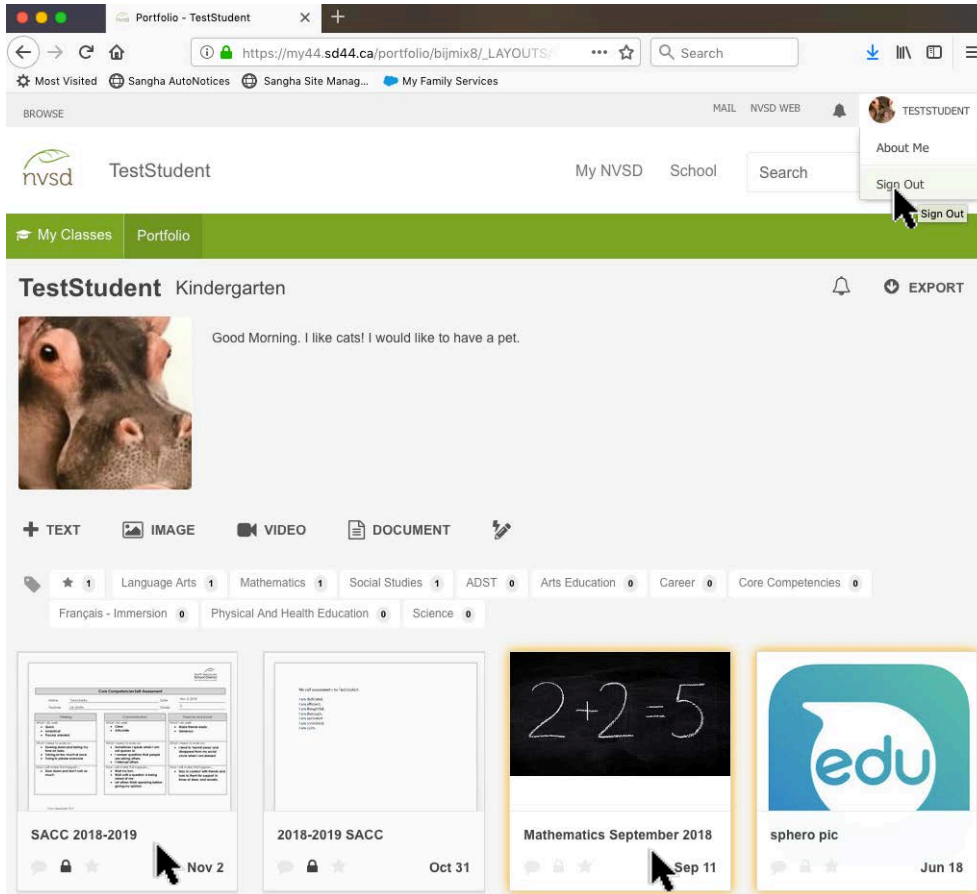 Portfolio - TestStudent
https://my44.sd44.ca/portfolio/bijmix8/_LAYOUTS/
Search
Most Visited Sangha AutoNotices Sangha Site Manag... My Family Services
BROWSE
MAIL NVSD WEB TESTSTUDENT
About Me
nvsd TestStudent My NVSD School Search
Sign Out
Sign Out
My Classes Portfolio
TestStudent Kindergarten EXPORT
Good Morning. I like cats! I would like to have a pet.
TEXT IMAGE VIDEO DOCUMENT
1 Language Arts 1 Mathematics 1 Social Studies 1 ADST 0 Arts Education 0 Career 0 Core Competencies 0
Français - Immersion 0 Physical And Health Education 0 Science 0
Core Competencies Self-Assessment
2+2=5
edu
SACC 2018-2019 2018-2019 SACC Mathematics September 2018 sphero pic
Nov 2 Oct 31 Sep 11 Jun 18